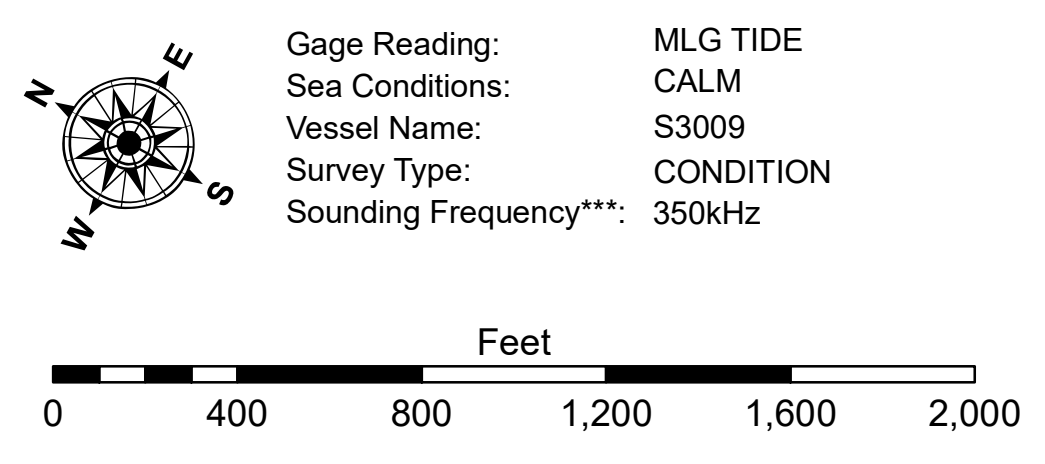 N
E
S
W
Gage Reading: MLG TIDE
Sea Conditions: CALM
Vessel Name: S3009
Survey Type: CONDITION
Sounding Frequency***: 350kHz
Feet
0 400 800 1,200 1,600 2,000